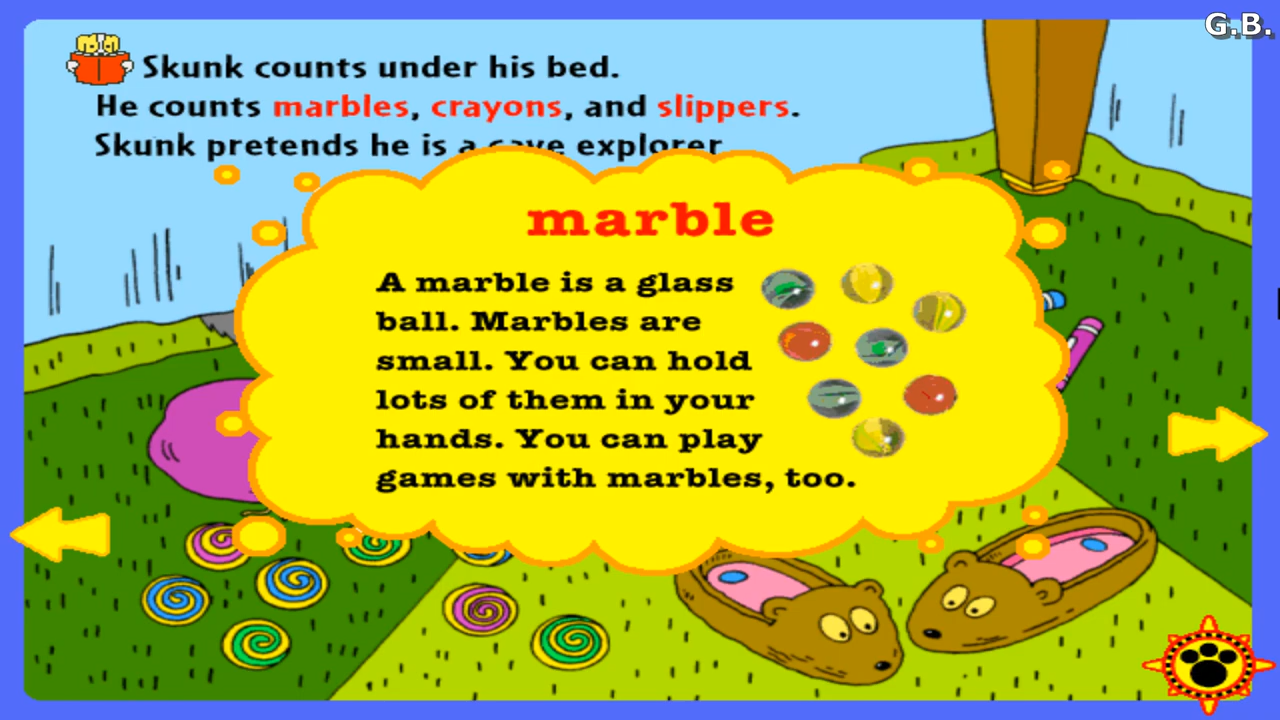 G.B.
Skunk counts under his bed.
He counts marbles, crayons, and slippers.
Skunk pretends he is a cave explorer
marble
A marble is a glass
ball. Marbles are
small. You can hold
lots of them in your
hands. You can play
games with marbles, too.